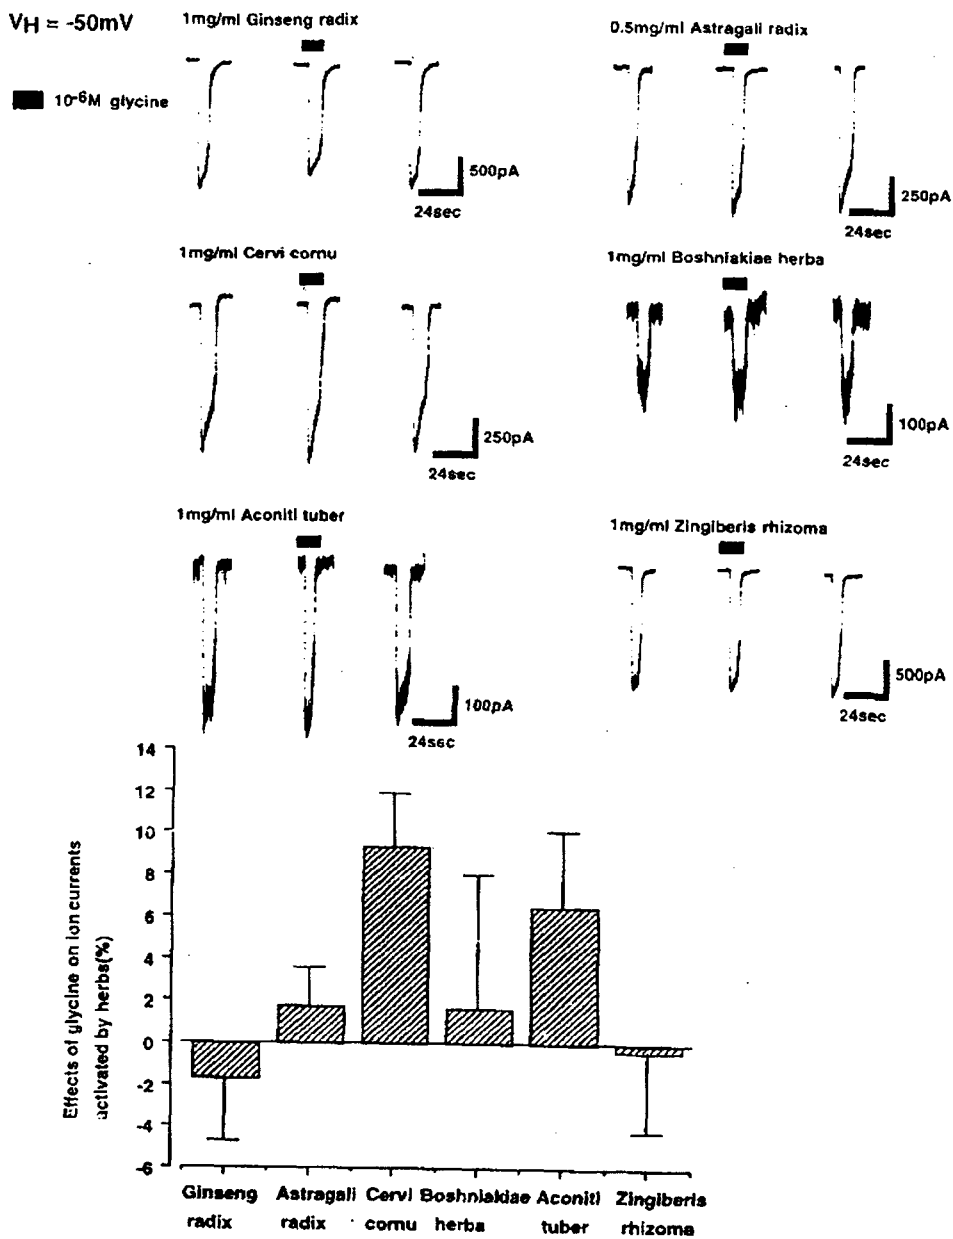 VH = -50mV
10-6M glycine
1mg/ml Ginseng radix
500pA
24sec
0.5mg/ml Astragali radix
250pA
24sec
1mg/ml Cervi cornu
250pA
24sec
1mg/ml Boshniakiae herba
100pA
24sec
1mg/ml Aconiti tuber
100pA
24sec
1mg/ml Zingiberis rhizoma
500pA
24sec
Effects of glycine on ion currents
activated by herbs(%)
14
12
10
8
6
4
2
0
-2
-4
-6
Ginseng Astragali Cervi Boshniakiae Aconiti Zingiberis
radix radix cornu herba tuber rhizoma